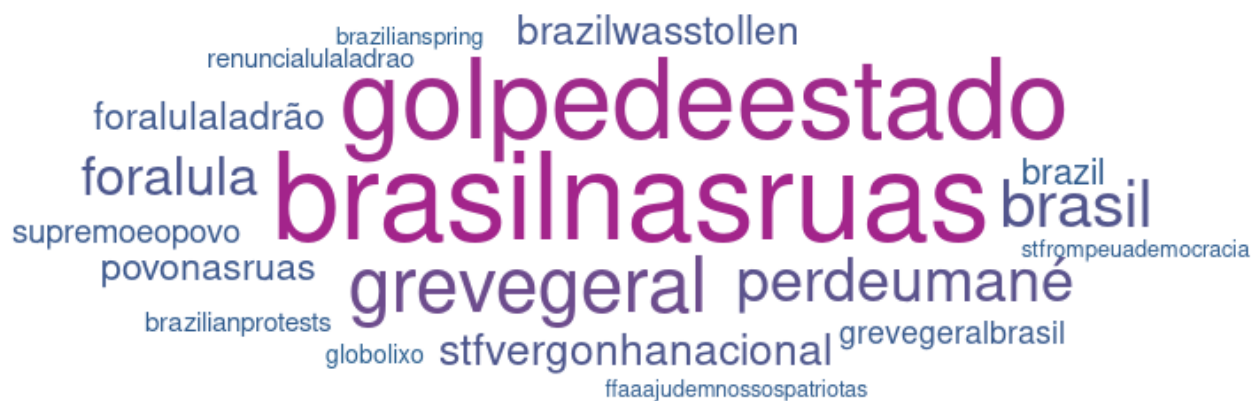 brazilianspring
brazilwasstollen
renuncialulaladrao
golpedeestado
foralulaladrão
foralula
brasilnasruas
brazil
brasil
supremoeopovo
stfrompeuademocracia
povonasruas
grevegeral
perdeumané
brazilianprotests
globolixo
stfvergonhanacional
grevegeralbrasil
ffaaajudemnossospatriotas